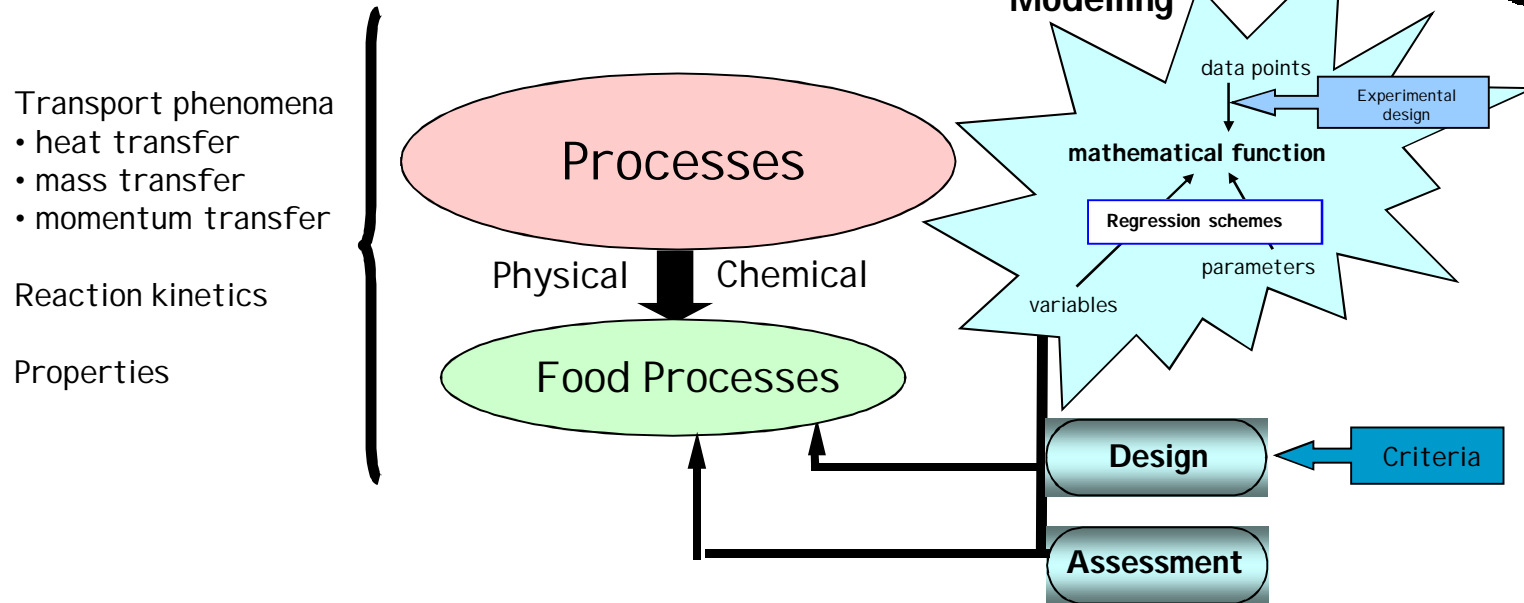 Modelling
Transport phenomena
• heat transfer
• mass transfer
• momentum transfer
Reaction kinetics
Properties
Processes
Physical
Chemical
Food Processes
data points
Experimental
design
mathematical function
Regression schemes
parameters
variables
Design
Criteria
Assessment